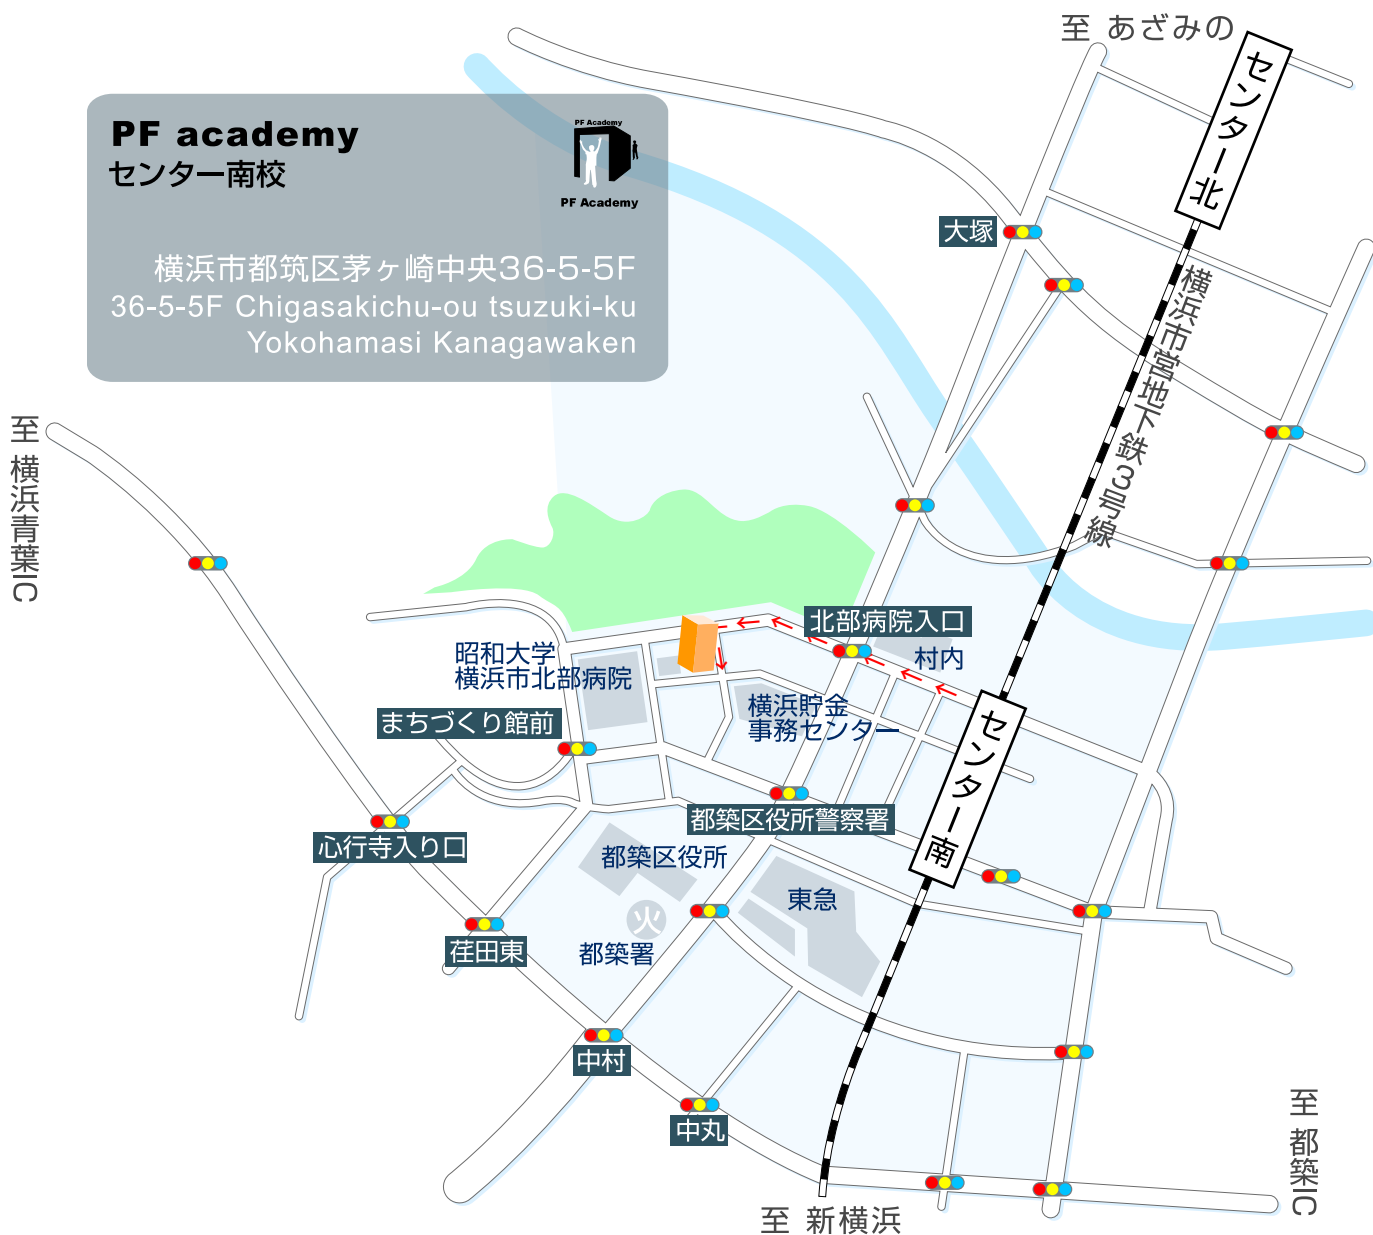 至 あざみの
センター北
PF academy
センター南校
PF Academy
PF Academy
横浜市都筑区茅ヶ崎中央36-5-5F
36-5-5F Chigasakichu-ou tsuzuki-ku
Yokohamasi Kanagawaken
大塚
横浜市営地下鉄3号線
至 横浜青葉IC
北部病院入口
村内
昭和大学
横浜市北部病院
横浜貯金
事務センター
まちづくり館前
センター南
都築区役所警察署
心行寺入り口
都築区役所
東急
火
都築署
荏田東
中村
中丸
至 都築IC
至 新横浜